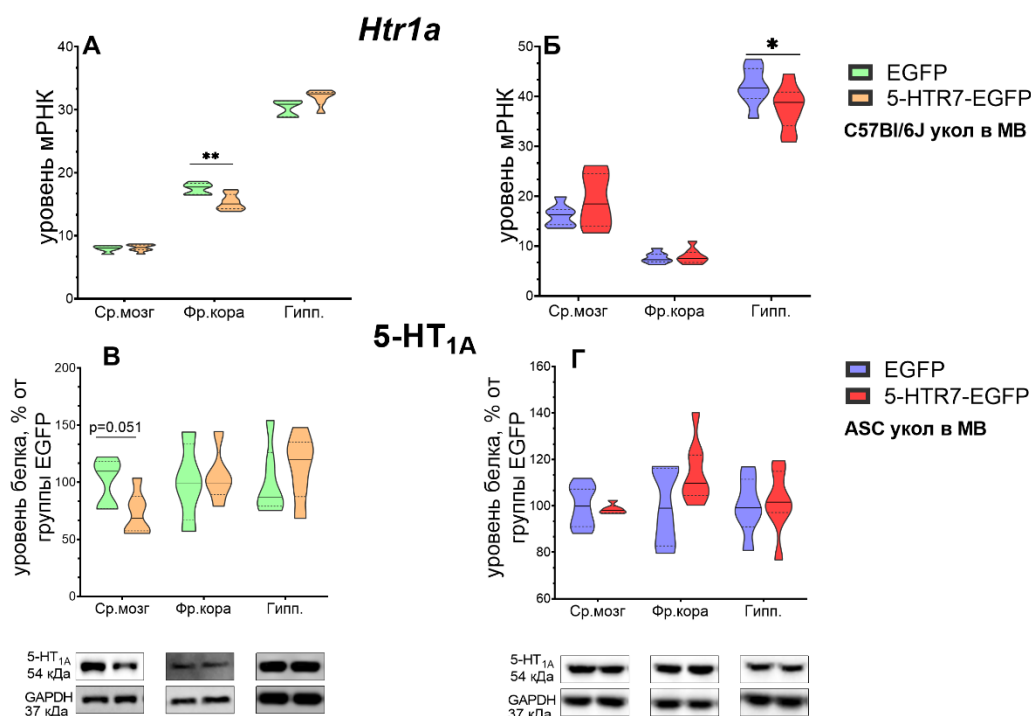 Htr1a
А
уровень мРНК
40
30
20
10
0
**
Ср.мозг
Фр.кора
Гипп.
Б
уровень мРНК
50
40
30
20
10
0
*
Ср.мозг
Фр.кора
Гипп.
EGFP
5-HTR7-EGFP
C57Bl/6J укол в МВ
5-HT1A
В
уровень белка, % от
группы EGFP
200
150
100
50
0
p=0.051
Ср.мозг
Фр.кора
Гипп.
Г
уровень белка, % от
группы EGFP
160
140
120
100
80
60
Ср.мозг
Фр.кора
Гипп.
EGFP
5-HTR7-EGFP
ASC укол в МВ
5-HT1A
54 кДа
GAPDH
37 кДа
5-HT1A
54 кДа
GAPDH
37 кДа